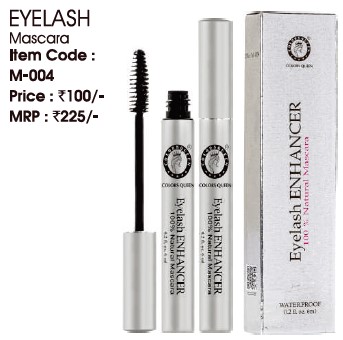 EYELASH
Mascara
Item Code :
M-004
Price : ₹100/-
MRP : ₹225/-
COLORS QUEEN
Eyelash ENHANCER
100% Natural Mascara
COLORS QUEEN
Eyelash ENHANCER
100% Natural Mascara
COLORS QUEEN
Eyelash ENHANCER
100 % Natural Mascara
WATERPROOF